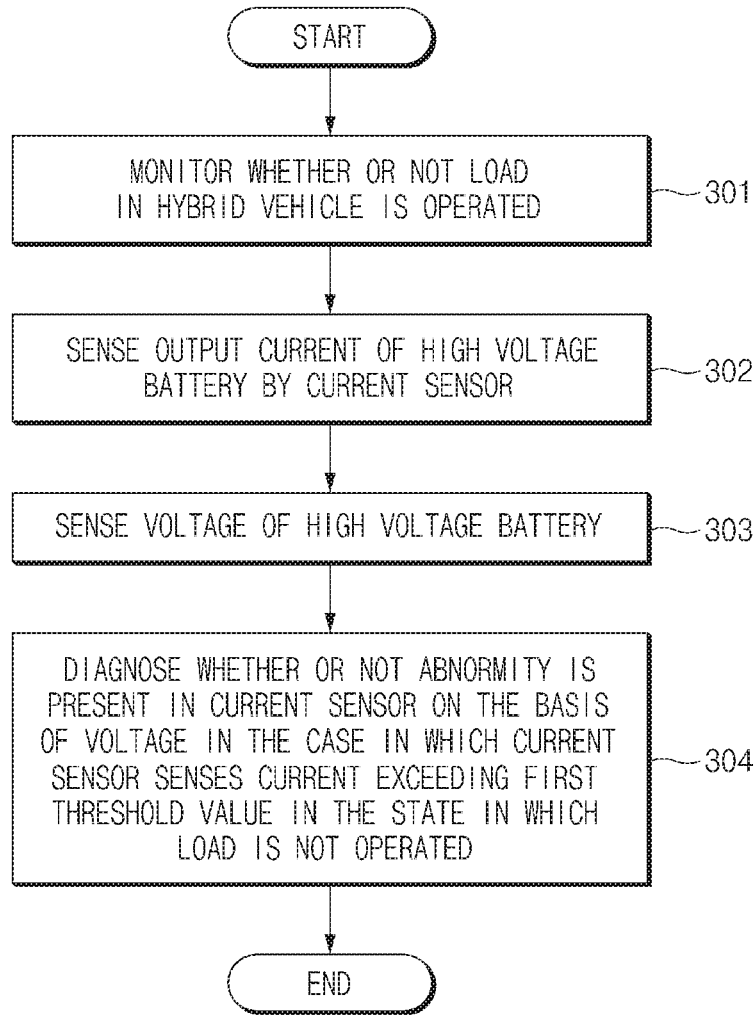 START
MONITOR WHETHER OR NOT LOAD
IN HYBRID VEHICLE IS OPERATED
301
SENSE OUTPUT CURRENT OF HIGH VOLTAGE
BATTERY BY CURRENT SENSOR
302
SENSE VOLTAGE OF HIGH VOLTAGE BATTERY
303
DIAGNOSE WHETHER OR NOT ABNORMITY IS
PRESENT IN CURRENT SENSOR ON THE BASIS
OF VOLTAGE IN THE CASE IN WHICH CURRENT
SENSOR SENSES CURRENT EXCEEDING FIRST
THRESHOLD VALUE IN THE STATE IN WHICH
LOAD IS NOT OPERATED
304
END